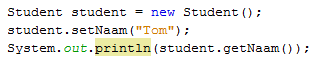 Student student = new Student();
student.setNaam("Tom");
System.out.println(student.getNaam());